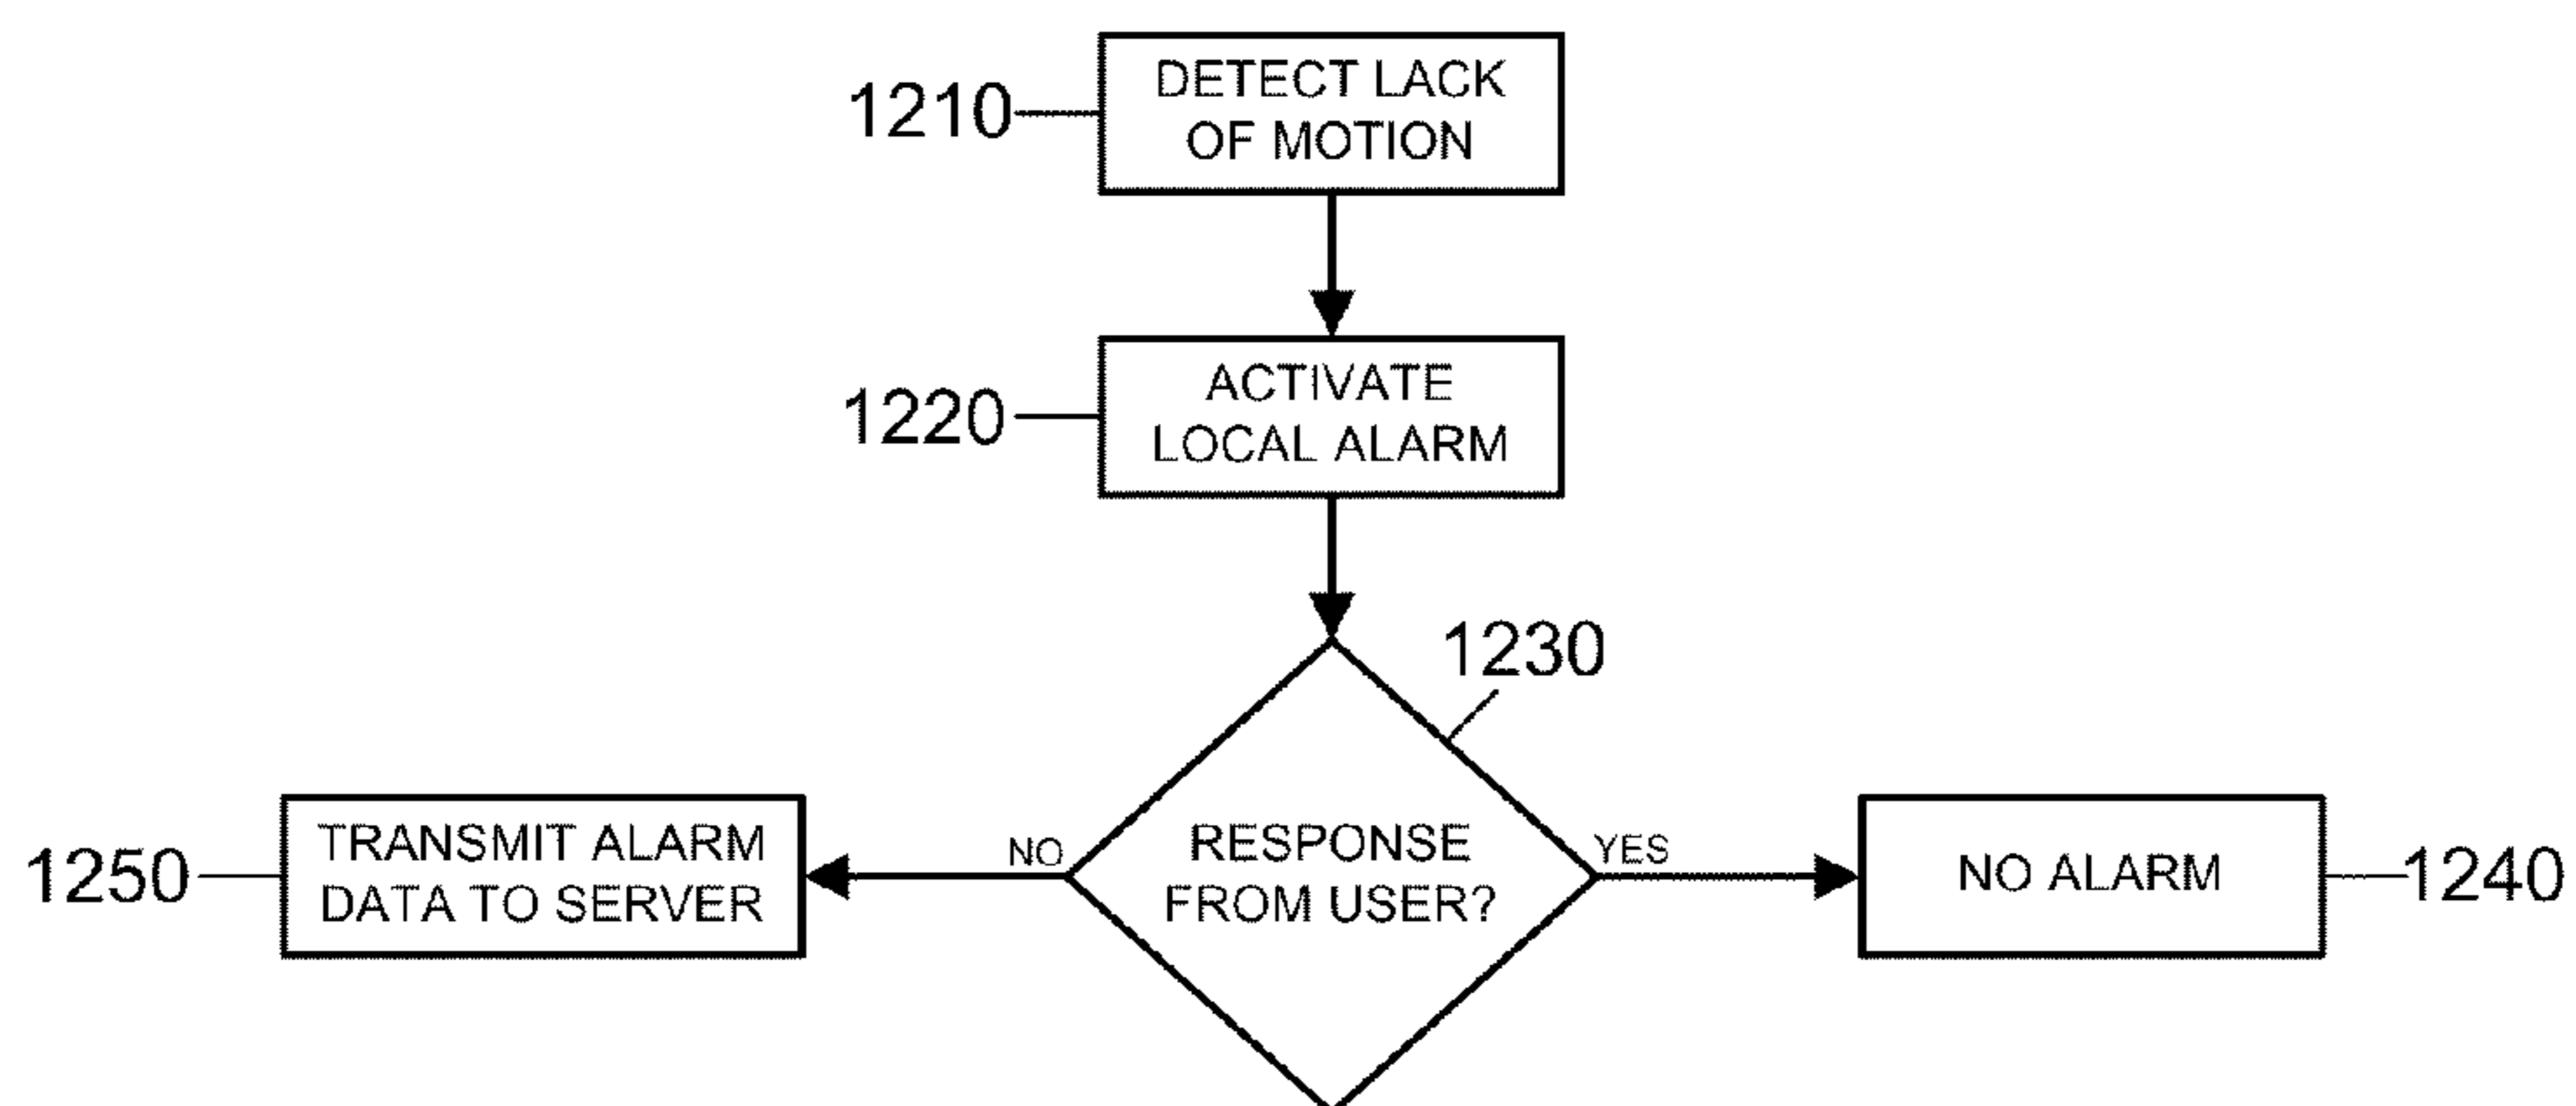 1210
DETECT LACK
OF MOTION
1220
ACTIVATE
LOCAL ALARM
1230
1250
TRANSMIT ALARM
DATA TO SERVER
NO
RESPONSE
FROM USER?
YES
NO ALARM
1240